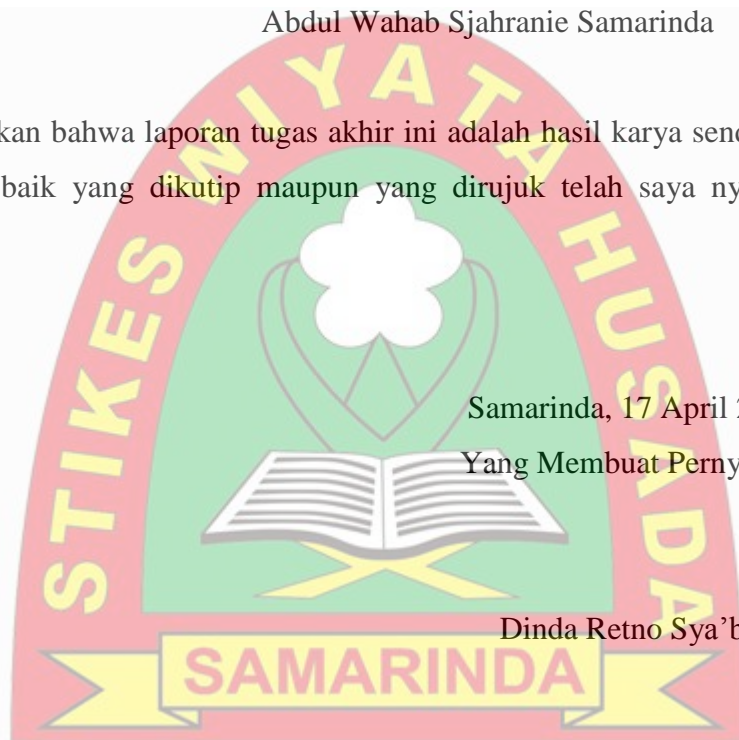 Abdul Wahab Sjahranie Samarinda
kan bahwa laporan tugas akhir ini adalah hasil karya send
baik yang dikutip maupun yang dirujuk telah saya ny
Samarinda, 17 April 2
Yang Membuat Perny
Dinda Retno Sya’b
STIKES WIYATA HUSADA
SAMARINDA